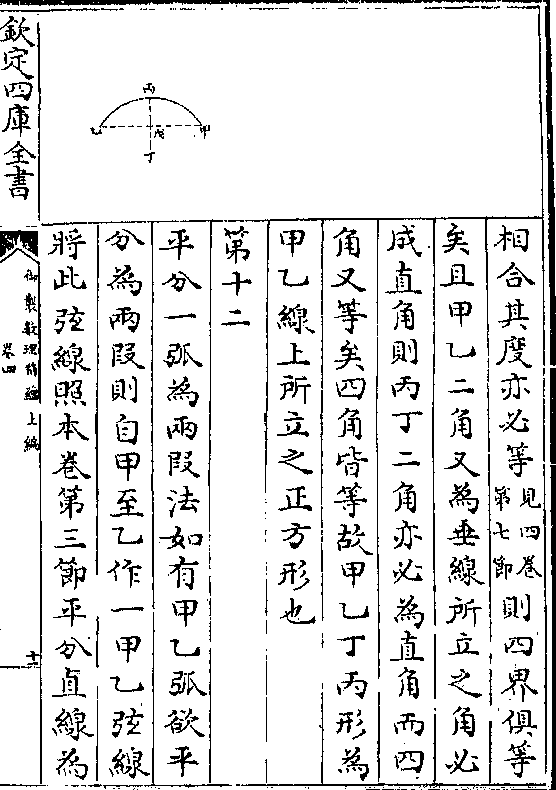 相合其度亦必等見四卷第七節則四界俱等
矣且甲乙二角又為垂線所立之角必
成直角則丙丁二角亦必為直角而四
角又等矣四角皆等故甲乙丁丙形為
甲乙線上所立之正方形也
第十二
平分一弧為兩段法如有甲乙弧欲平
分為兩段則自甲至乙作一甲乙弦線
將此弦線照本卷第三節平分直線為
丙
乙
戊
甲
丁
欽定四庫全書
御製數理精蘊上編
卷四
十二